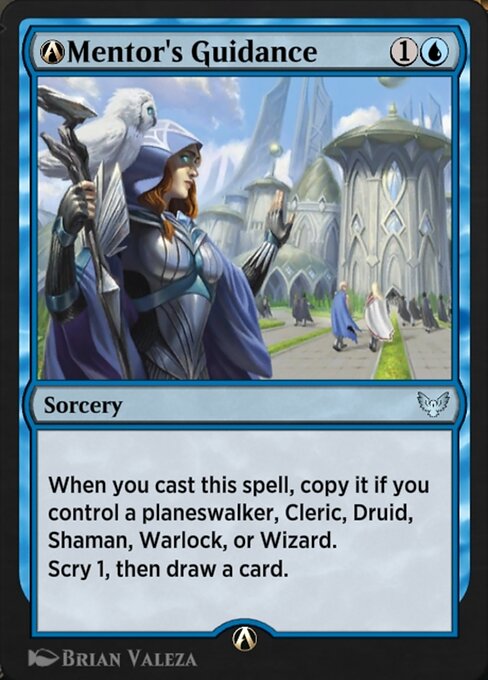 Mentor's Guidance 1
Sorcery
When you cast this spell, copy it if you
control a planeswalker, Cleric, Druid,
Shaman, Warlock, or Wizard.
Scry 1, then draw a card.
Brian Valeza